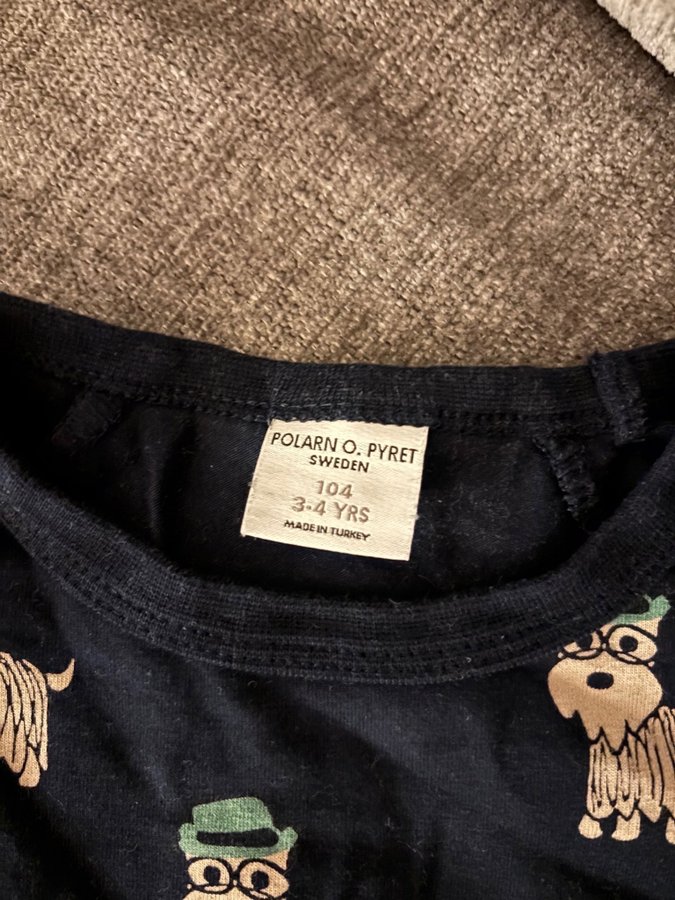 POLARN O. PYRET
SWEDEN
104
3-4 YRS
MADE IN TURKEY